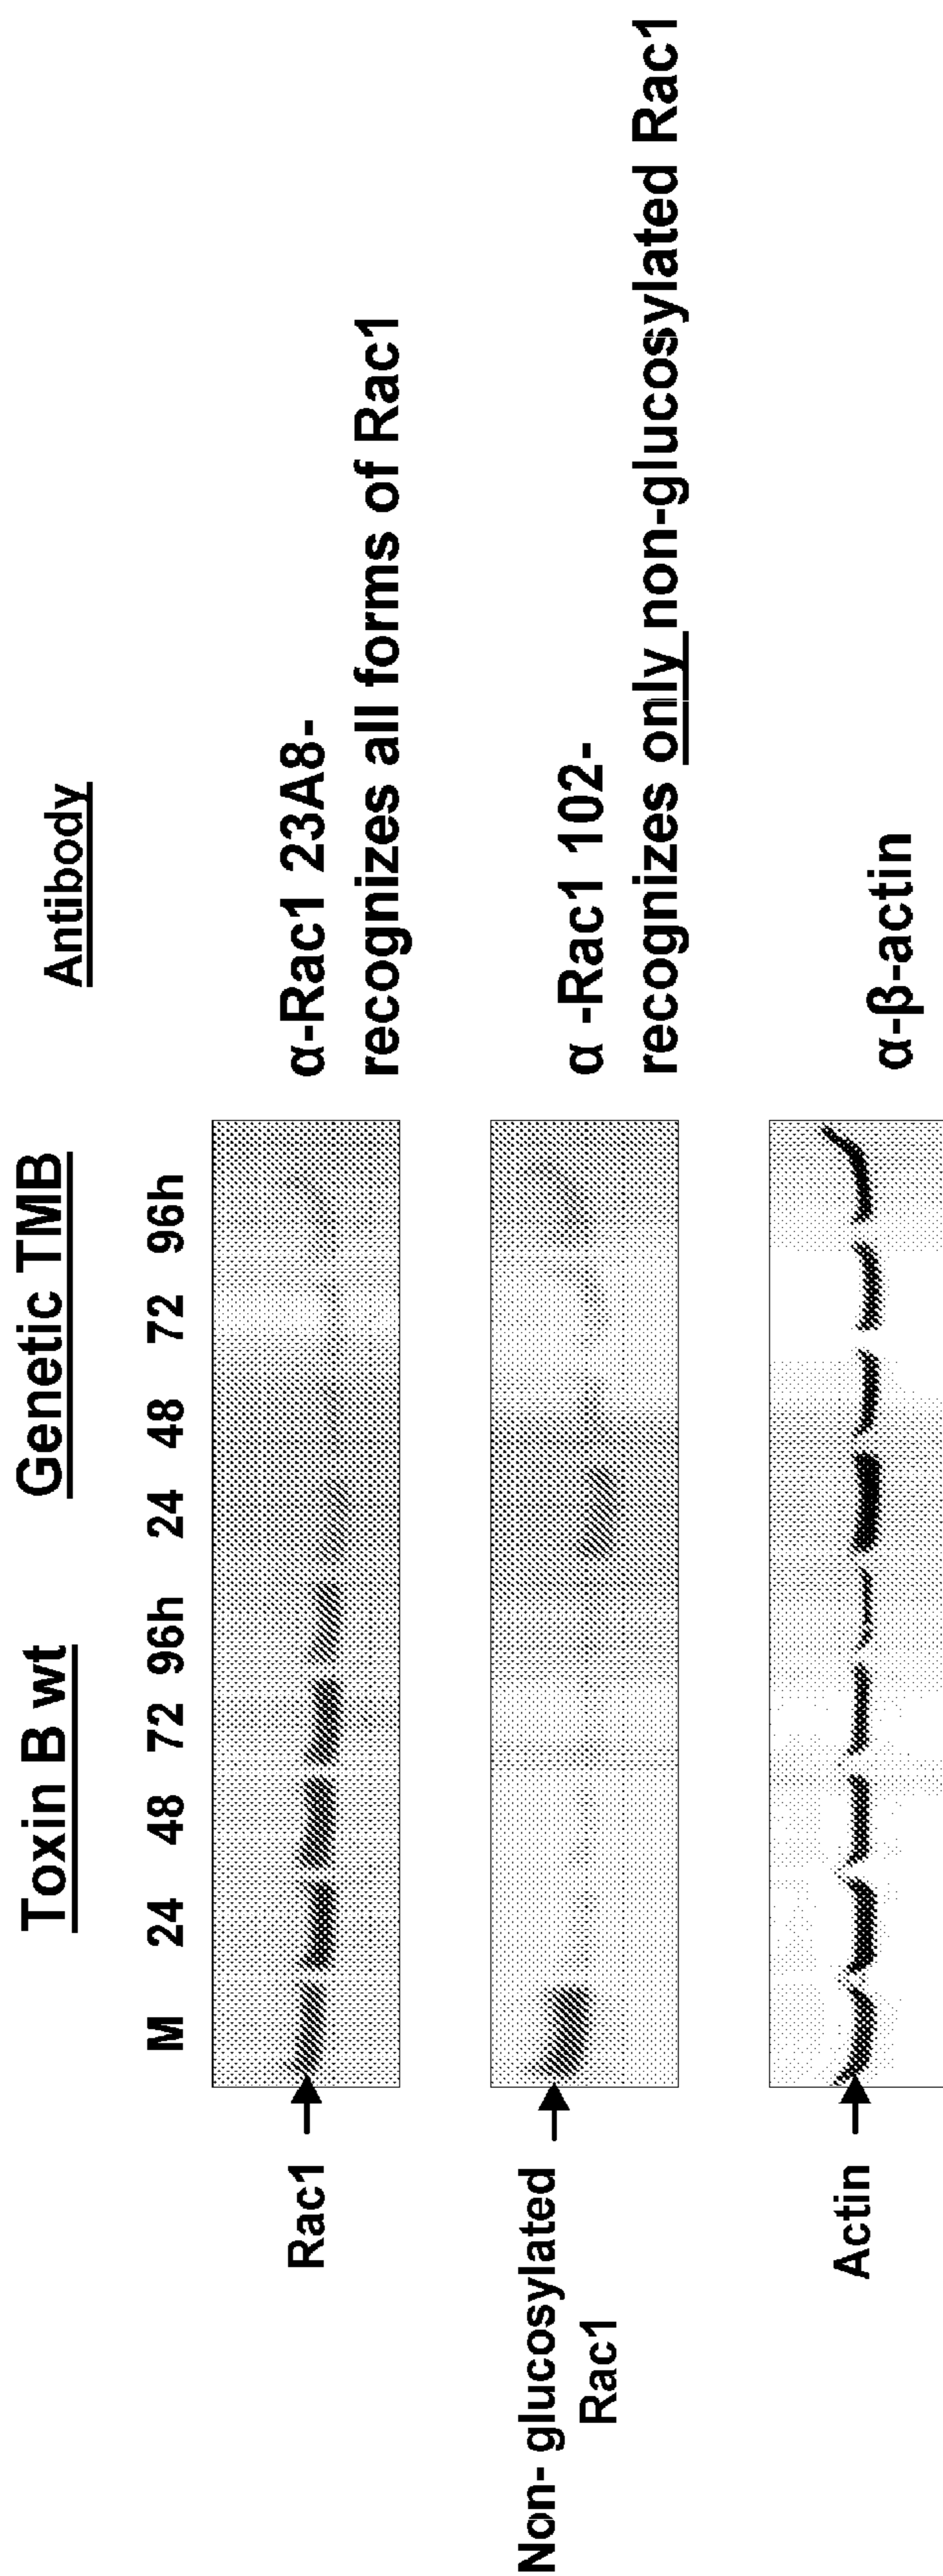 Toxin B wt Genetic TMB Antibody
M 24 48 72 96h 24 48 72 96h
Rac1 α-Rac1 23A8-
recognizes all forms of Rac1
Non- glucosylated α -Rac1 102-
Rac1 recognizes only non-glucosylated Rac1
Actin α-β-actin